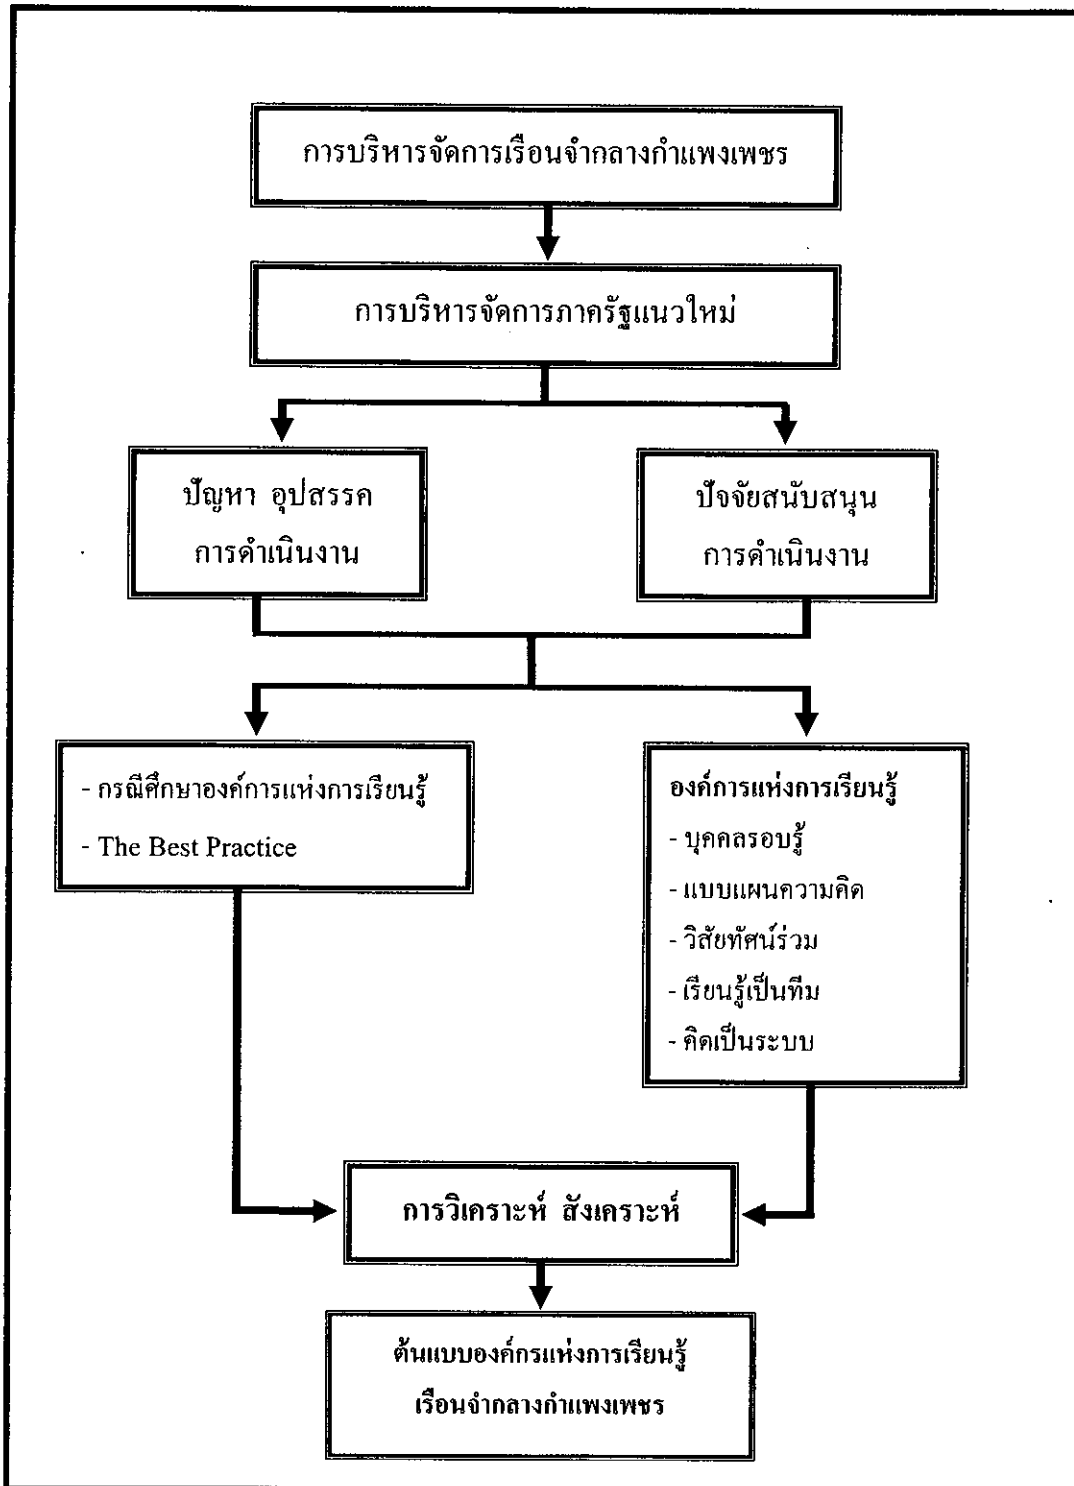 การบริหารจัดการเรือนจำกลางกำแพงเพชร
การบริหารจัดการภาครัฐแนวใหม่
ปัญหา อุปสรรค
การดำเนินงาน
ปัจจัยสนับสนุน
การดำเนินงาน
- กรณีศึกษาองค์การแห่งการเรียนรู้
- The Best Practice
องค์การแห่งการเรียนรู้
- บุคคลรอบรู้
- แบบแผนความคิด
- วิสัยทัศน์ร่วม
- เรียนรู้เป็นทีม
- คิดเป็นระบบ
การวิเคราะห์ สังเคราะห์
ต้นแบบองค์กรแห่งการเรียนรู้
เรือนจำกลางกำแพงเพชร